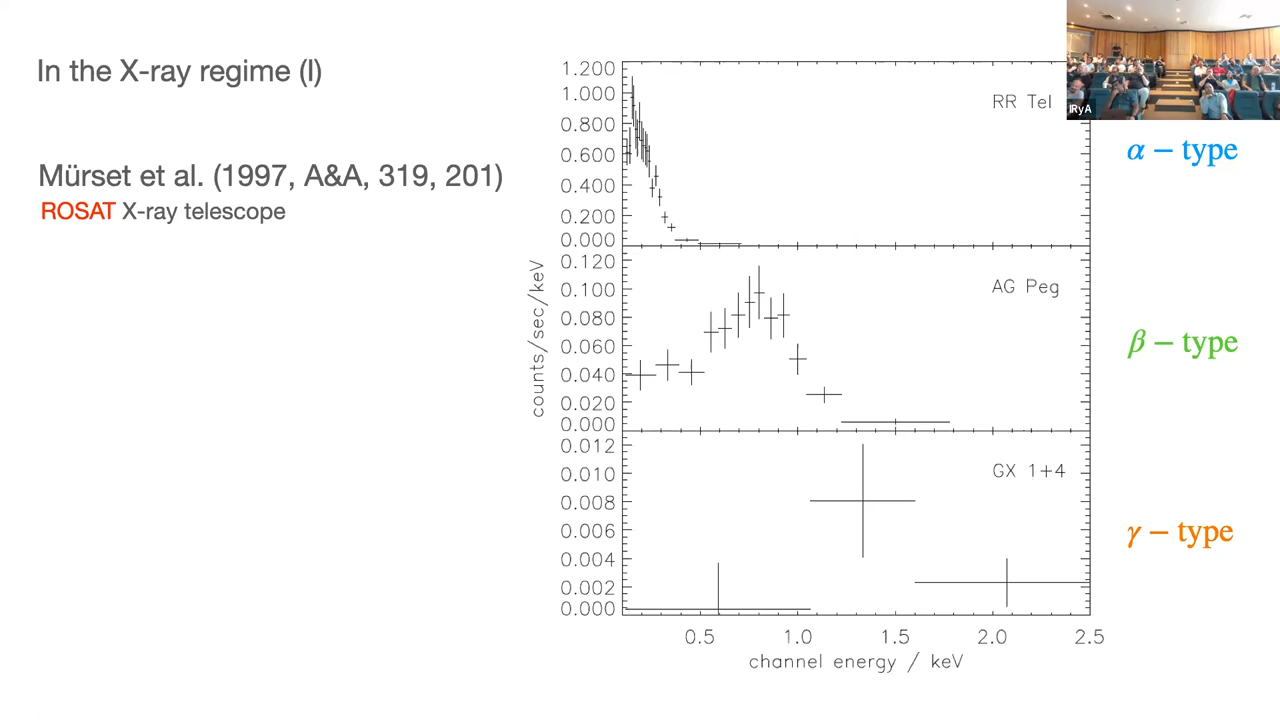 In the X-ray regime (I)
Mürset et al. (1997, A&A, 319, 201)
ROSAT X-ray telescope
counts/sec/keV
1.200
1.000
0.800
0.600
0.400
0.200
0.000
RR Tel
0.120
0.100
0.080
0.060
0.040
0.020
0.000
AG Peg
0.012
0.010
0.008
0.006
0.004
0.002
0.000
GX 1+4
0.5 1.0 1.5 2.0 2.5
channel energy / keV
IRyA
α – type
β – type
γ – type